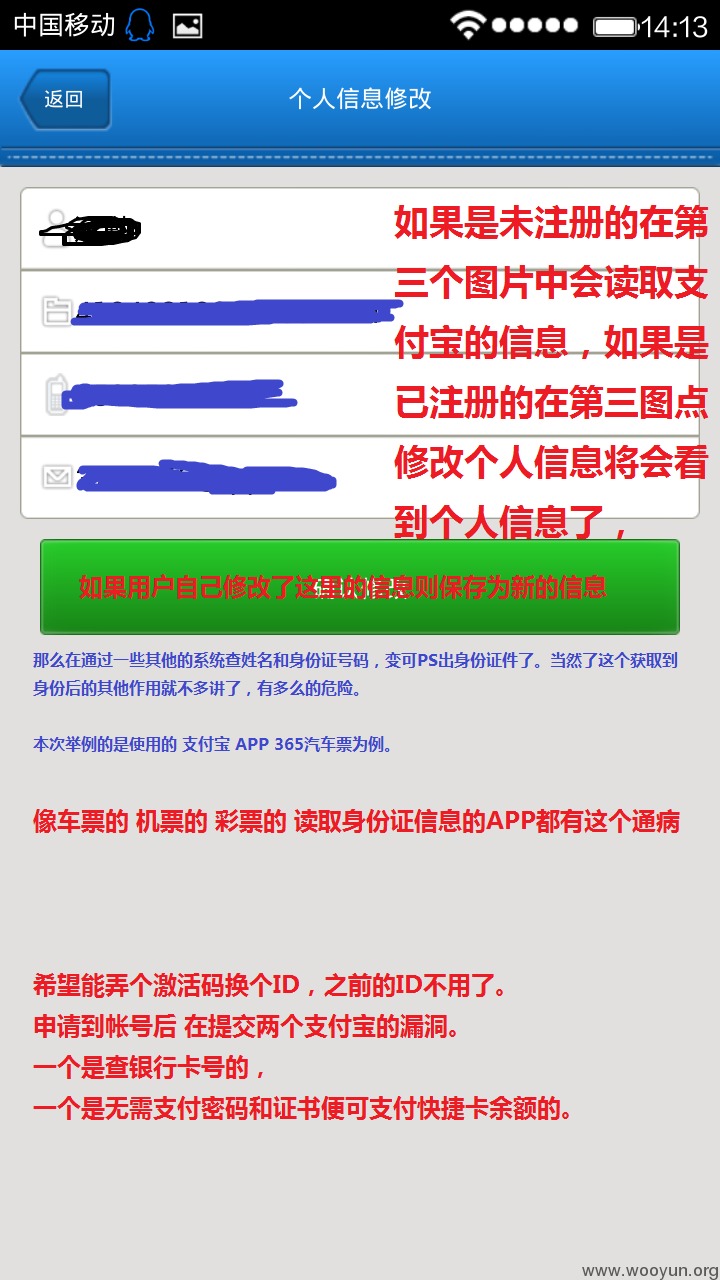 中国移动 14:13
返回 个人信息修改
如果是未注册的在第
三个图片中会读取支
付宝的信息，如果是
已注册的在第三图点
修改个人信息将会看
到个人信息了，
如果用户自己修改了这里的信息则保存为新的信息
那么在通过一些其他的系统查姓名和身份证号码，变可PS出身份证件了。当然了这个获取到
身份后的其他作用就不多讲了，有多么的危险。
本次举例的是使用的 支付宝 APP 365汽车票为例。
像车票的 机票的 彩票的 读取身份证信息的APP都有这个通病
希望能弄个激活码换个ID，之前的ID不用了。
申请到帐号后 在提交两个支付宝的漏洞。
一个是查银行卡号的，
一个是无需支付密码和证书便可支付快捷卡余额的。
www.wooyun.org